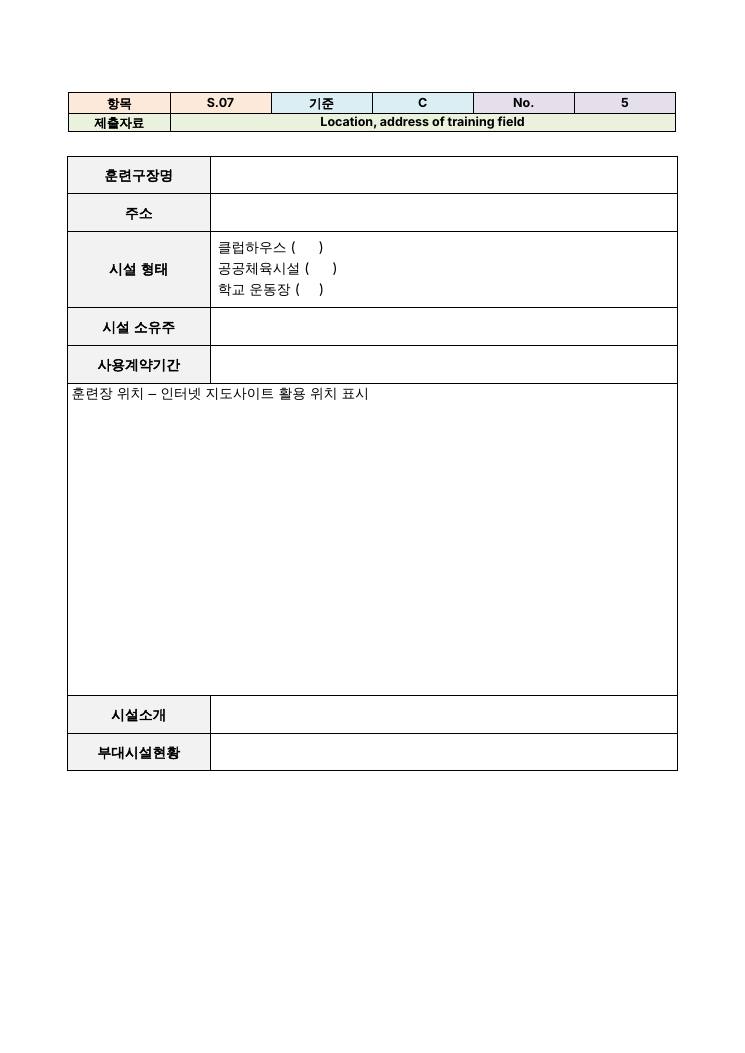 항목 S.07 기준 C No. 5
제출자료 Location, address of training field
훈련구장명
주소
시설 형태
클럽하우스 (     )
공공체육시설 (     )
학교 운동장 (     )
시설 소유주
사용계약기간
훈련장 위치 – 인터넷 지도사이트 활용 위치 표시
시설소개
부대시설현황